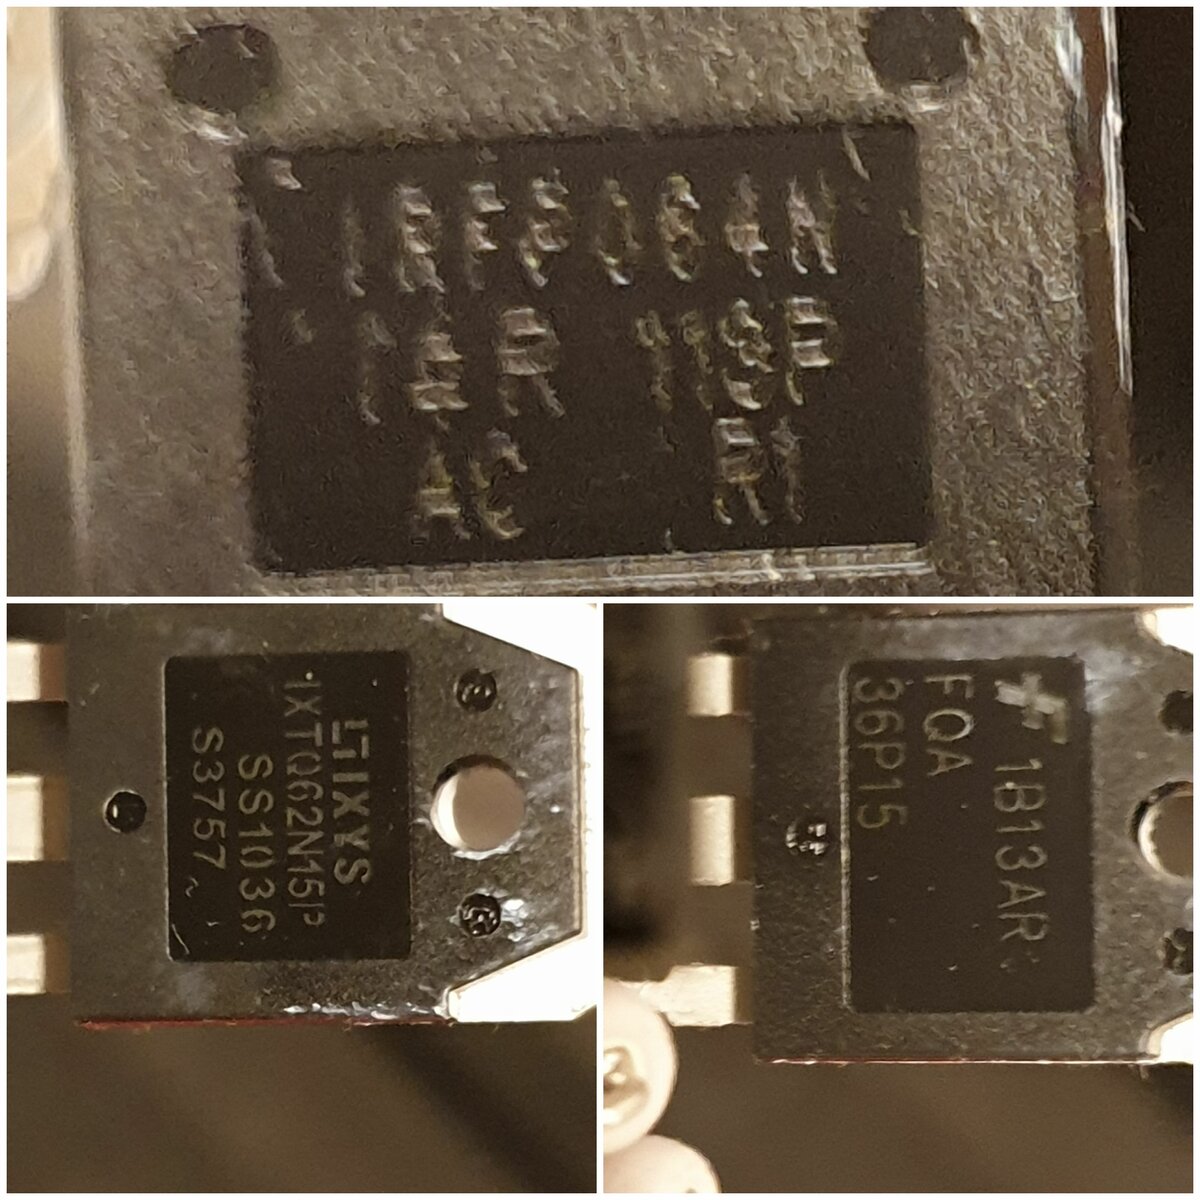 IRFP064N
IXYS
IXTQ62N15P
SS1036
S3757
1B13AR
FQA
36P15